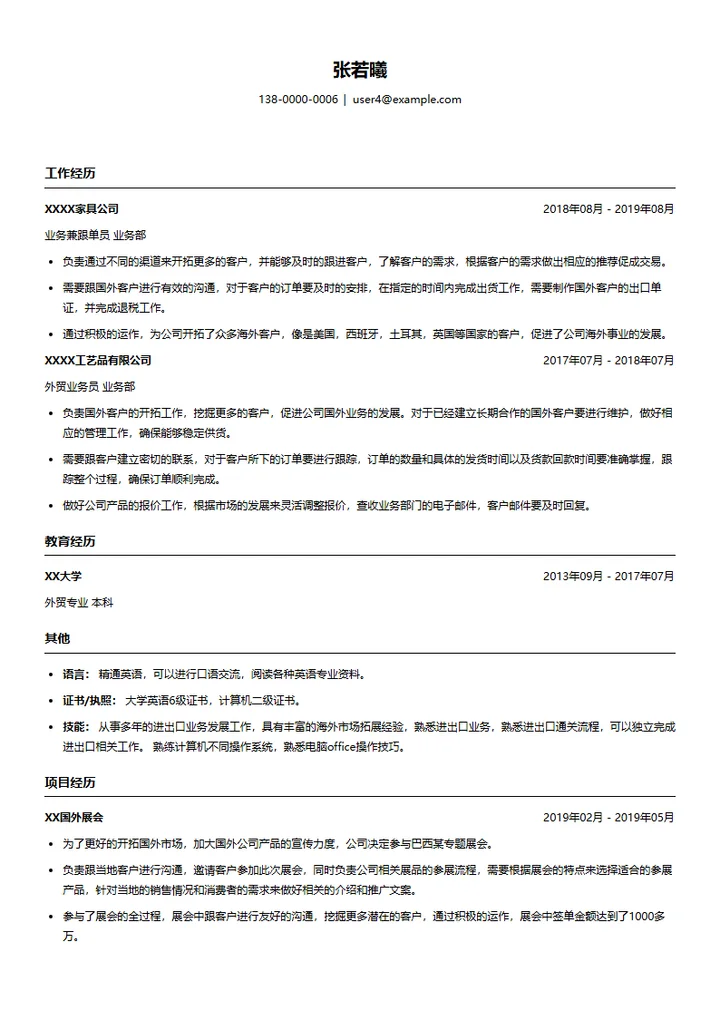 张若曦
138-0000-0006 | user4@example.com
工作经历
XXXX家具公司 2018年08月 - 2019年08月
业务兼跟单员 业务部
• 负责通过不同的渠道来开拓更多的客户，并能够及时的跟进客户，了解客户的需求，根据客户的需求做出相应的推荐促成交易。
• 需要跟国外客户进行有效的沟通，对于客户的订单要及时的安排，在指定的时间内完成出货工作，需要制作国外客户的出口单
证，并完成退税工作。
• 通过积极的运作，为公司开拓了众多海外客户，像是美国，西班牙，土耳其，英国等国家的客户，促进了公司海外事业的发展。
XXXX工艺品有限公司 2017年07月 - 2018年07月
外贸业务员 业务部
• 负责国外客户的开拓工作，挖掘更多的客户，促进公司国外业务的发展。对于已经建立长期合作的国外客户要进行维护，做好相
应的管理工作，确保能够稳定供货。
• 需要跟客户建立密切的联系，对于客户所下的订单要进行跟踪，订单的数量和具体的发货时间以及货款回款时间要准确掌握，跟
踪整个过程，确保订单顺利完成。
• 做好公司产品的报价工作，根据市场的发展来灵活调整报价，查收业务部门的电子邮件，客户邮件要及时回复。
教育经历
XX大学 2013年09月 - 2017年07月
外贸专业 本科
其他
• 语言： 精通英语，可以进行口语交流，阅读各种英语专业资料。
• 证书/执照： 大学英语6级证书，计算机二级证书。
• 技能： 从事多年的进出口业务发展工作，具有丰富的海外市场拓展经验，熟悉进出口业务，熟悉进出口通关流程，可以独立完成
进出口相关工作。 熟练计算机不同操作系统，熟悉电脑office操作技巧。
项目经历
XX国外展会 2019年02月 - 2019年05月
• 为了更好的开拓国外市场，加大国外公司产品的宣传力度，公司决定参与巴西某专题展会。
• 负责跟当地客户进行沟通，邀请客户参加此次展会，同时负责公司相关展品的参展流程，需要根据展会的特点来选择适合的参展
产品，针对当地的销售情况和消费者的需求来做好相关的介绍和推广文案。
• 参与了展会的全过程，展会中跟客户进行友好的沟通，挖掘更多潜在的客户，通过积极的运作，展会中签单金额达到了1000多
万。